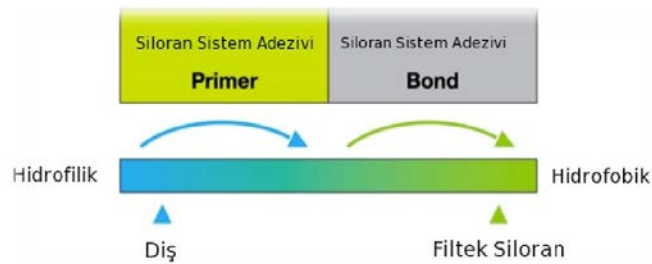 Siloran Sistem Adezivi
Primer
Siloran Sistem Adezivi
Bond
Hidrofilik
Hidrofobik
Diş
Filtek Siloran